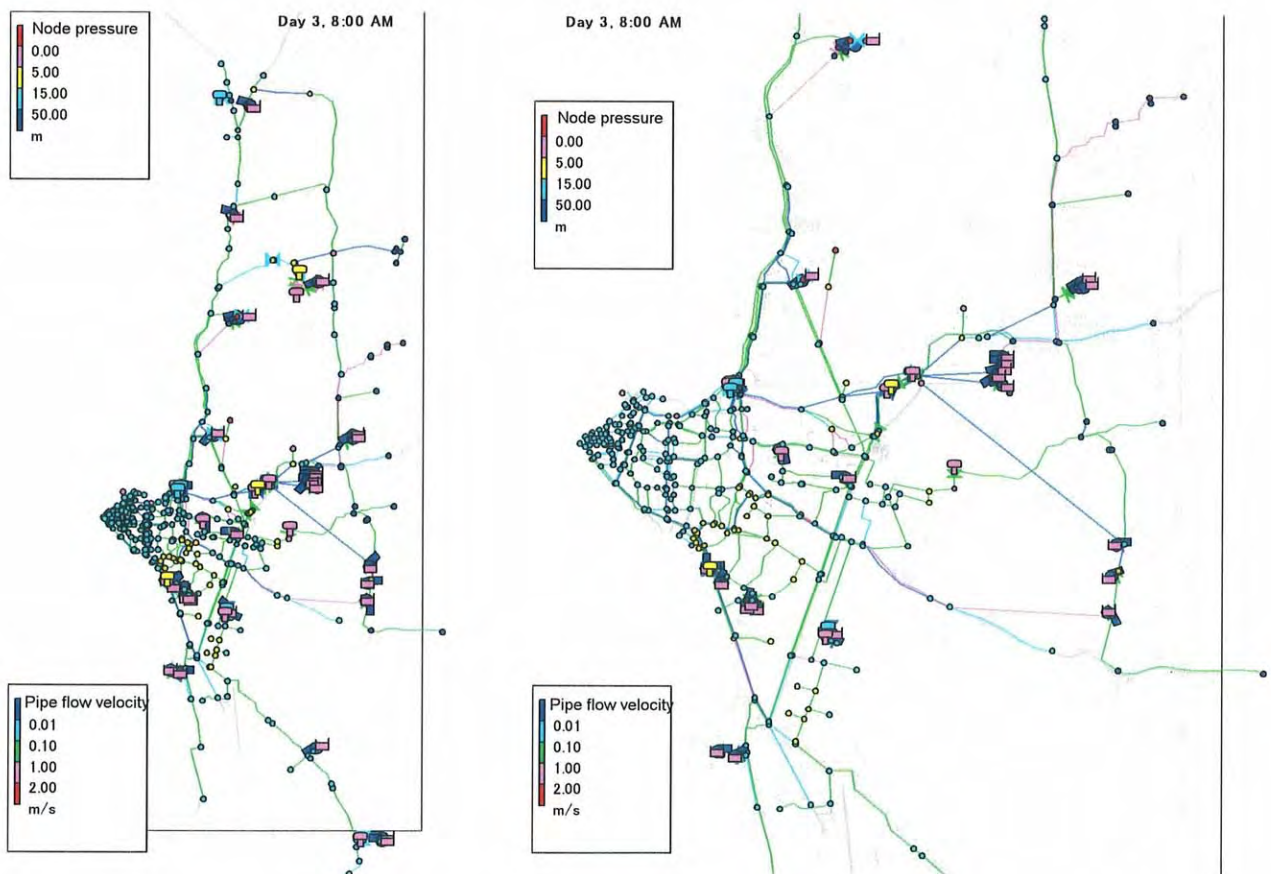 Node pressure
0.00
5.00
15.00
50.00
m
Day 3, 8:00 AM
Pipe flow velocity
0.01
0.10
1.00
2.00
m/s
Day 3, 8:00 AM
Node pressure
0.00
5.00
15.00
50.00
m
Pipe flow velocity
0.01
0.10
1.00
2.00
m/s